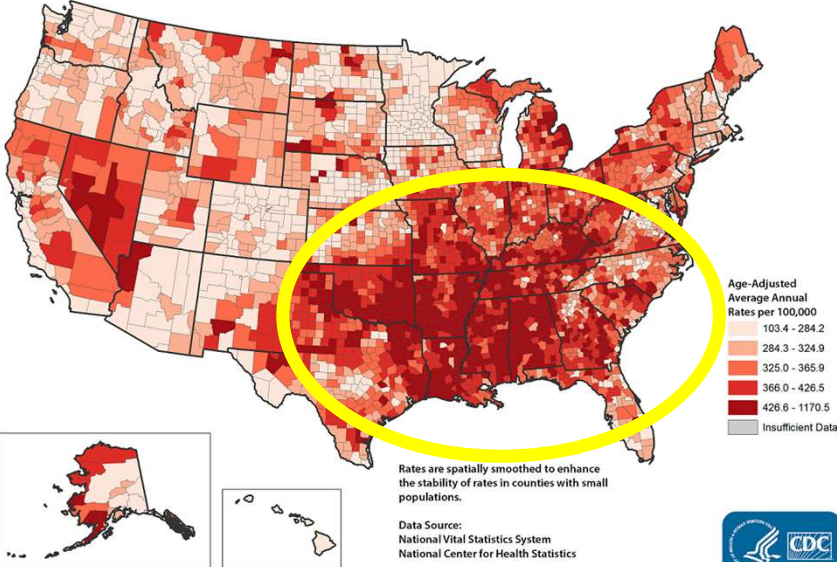 Age-Adjusted
Average Annual
Rates per 100,000
103.4 - 284.2
284.3 - 324.9
325.0 - 365.9
366.0 - 426.5
426.6 - 1170.5
Insufficient Data
Rates are spatially smoothed to enhance
the stability of rates in counties with small
populations.
Data Source:
National Vital Statistics System
National Center for Health Statistics
CDC